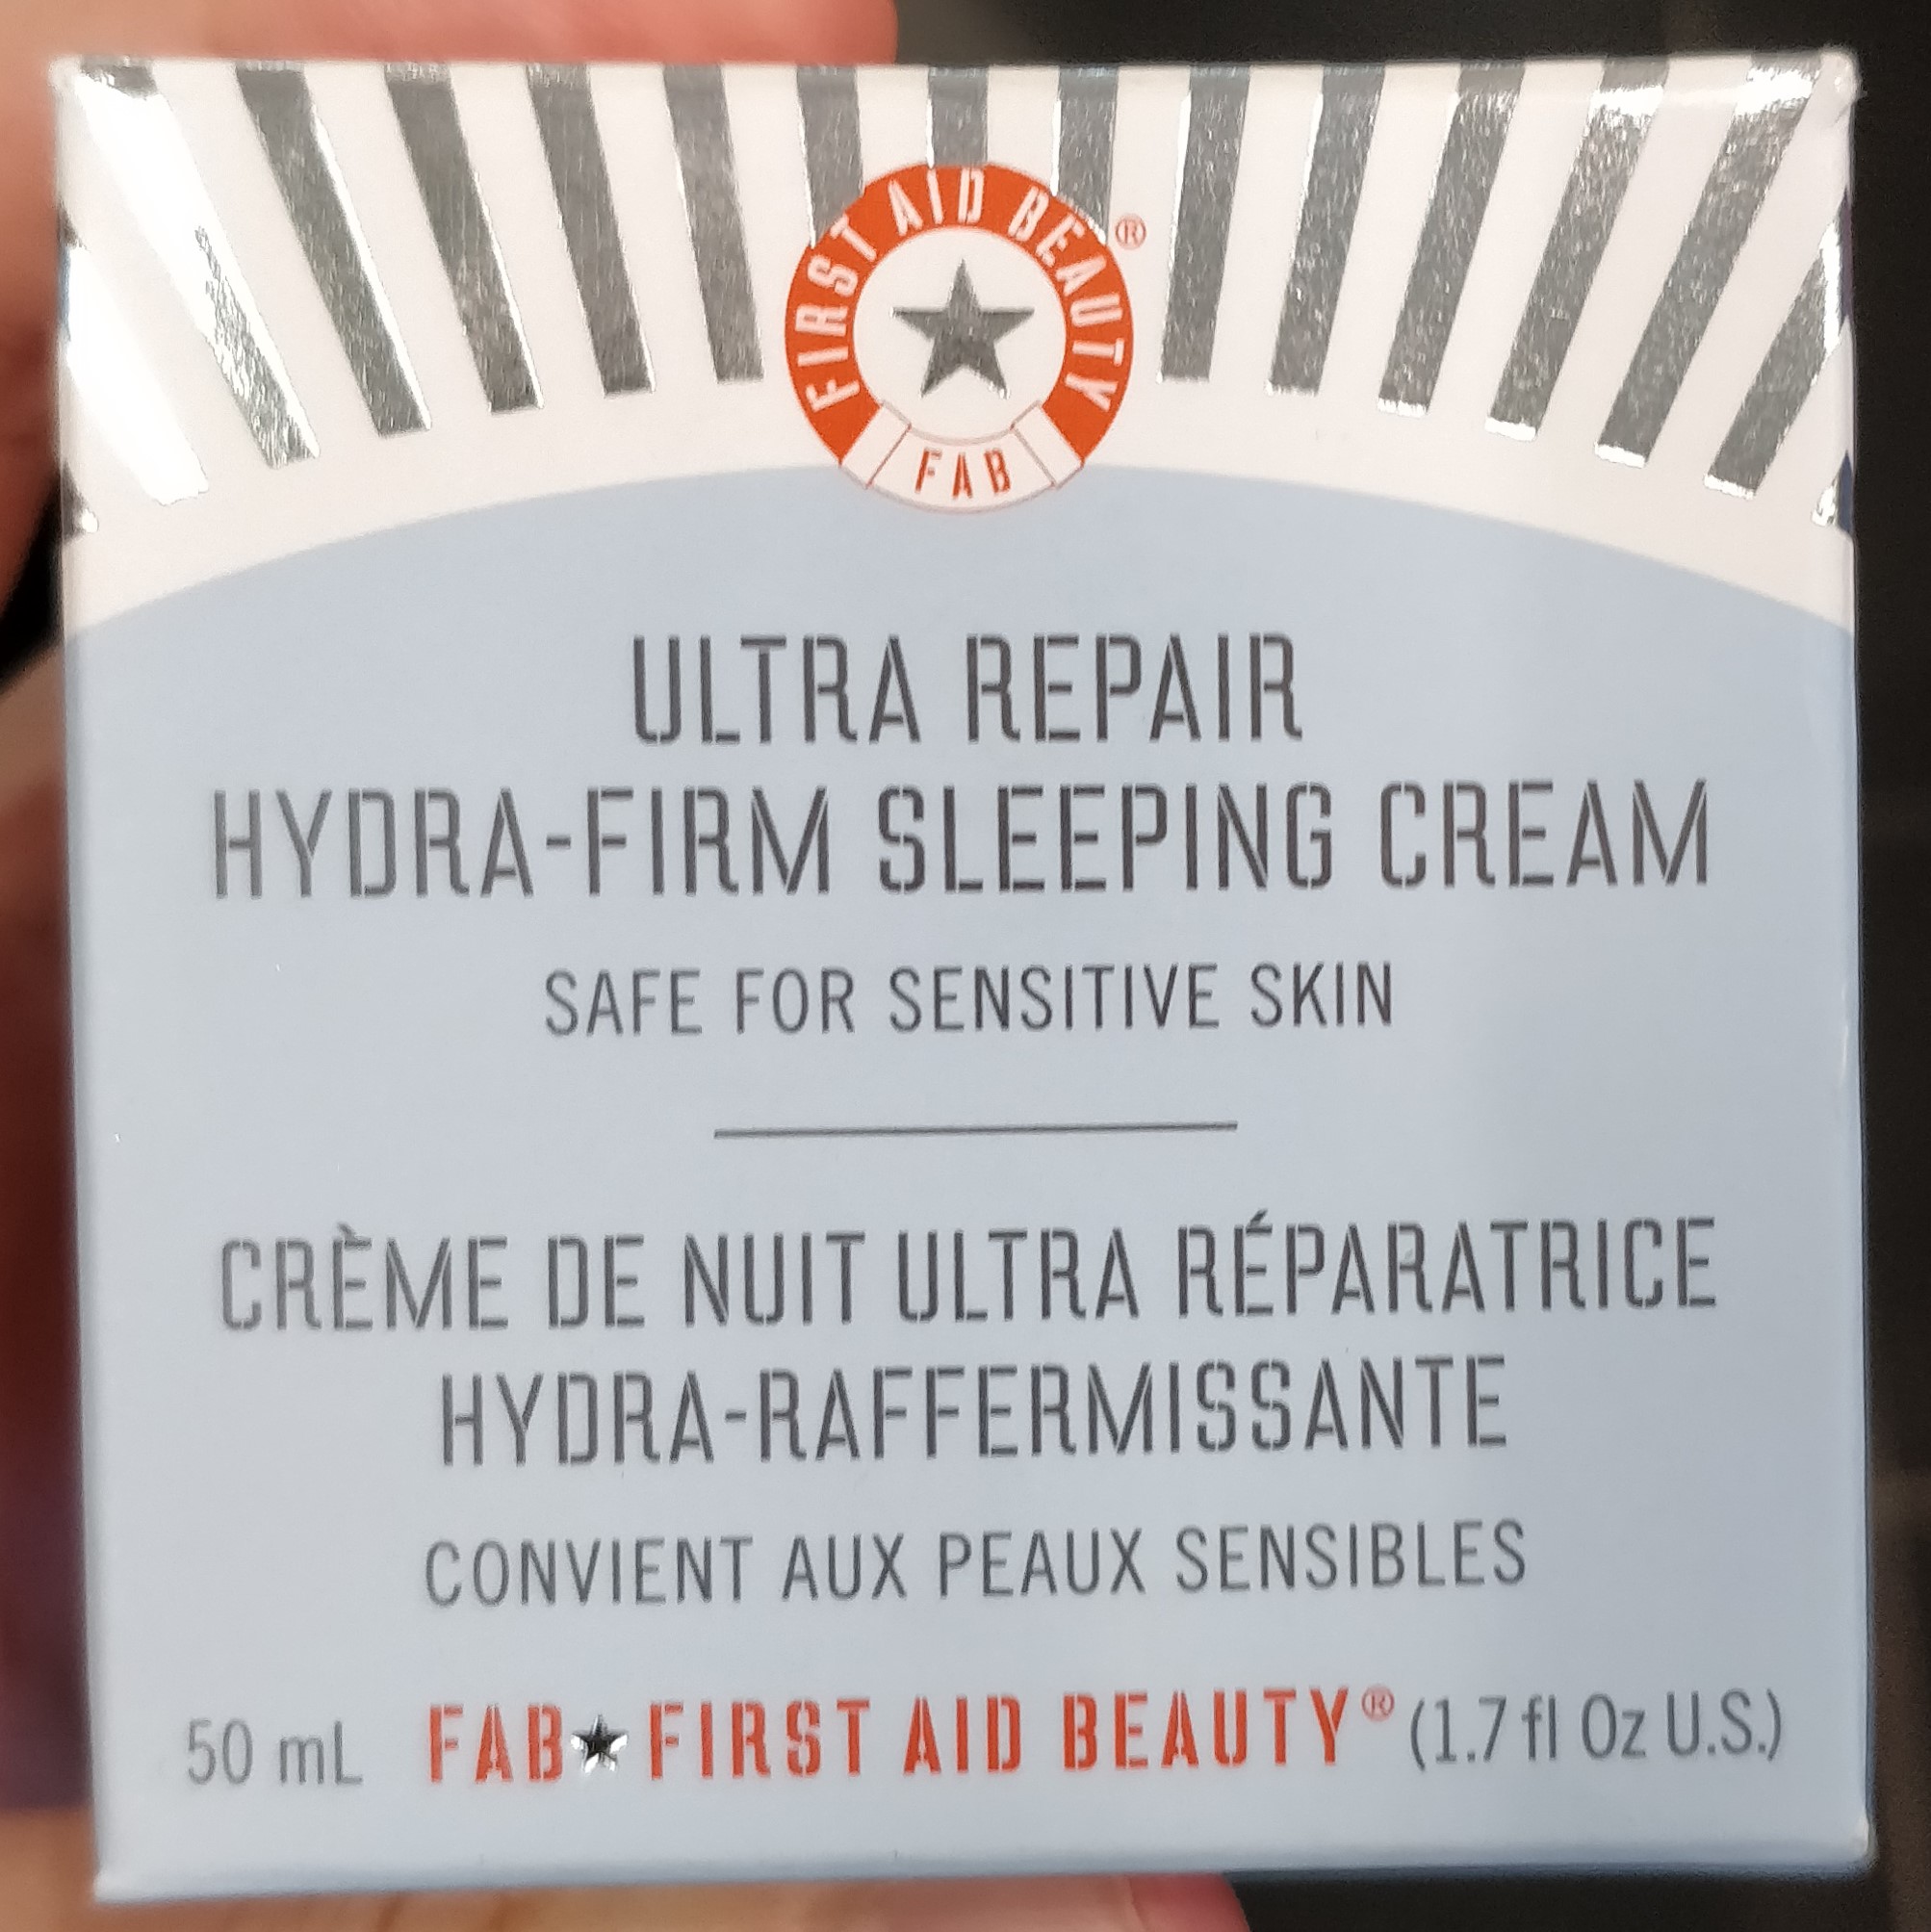 FIRST AID BEAUTY®
FAB
ULTRA REPAIR
HYDRA-FIRM SLEEPING CREAM
SAFE FOR SENSITIVE SKIN
CRÈME DE NUIT ULTRA RÉPARATRICE
HYDRA-RAFFERMISSANTE
CONVIENT AUX PEAUX SENSIBLES
50 mL FAB★FIRST AID BEAUTY® (1.7 fl Oz U.S.)